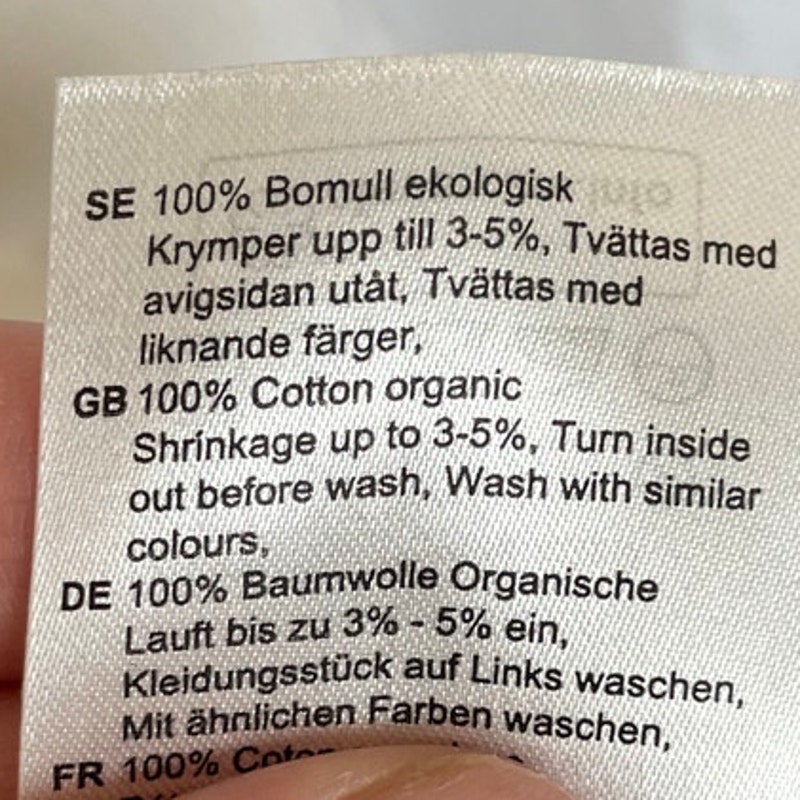 SE 100% Bomull ekologisk
Krymper upp till 3-5%, Tvättas med
avigsidan utåt, Tvättas med
liknande färger,
GB 100% Cotton organic
Shrinkage up to 3-5%, Turn inside
out before wash, Wash with similar
colours,
DE 100% Baumwolle Organische
Lauft bis zu 3% - 5% ein,
Kleidungsstück auf Links waschen,
Mit ähnlichen Farben waschen,
FR 100%